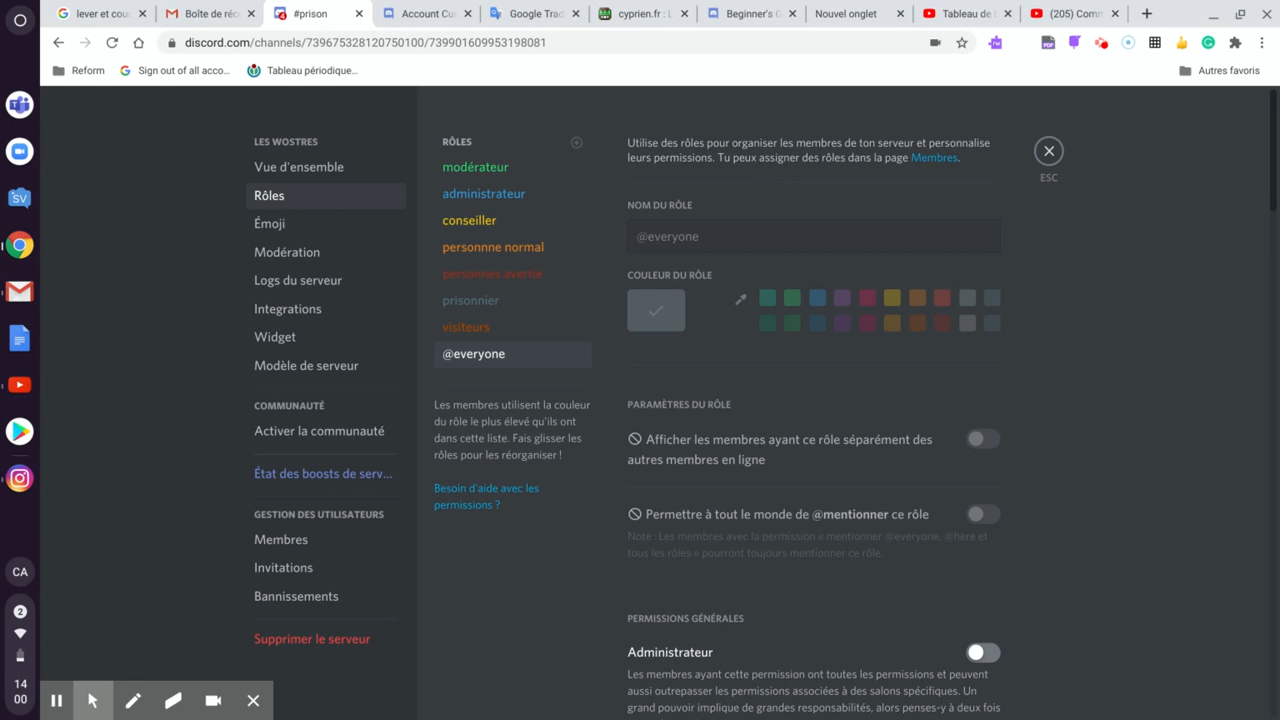 lever et couc
Boîte de réce
#prison
Account Cus
Google Trad
cyprien.fr : L
Beginner's G
Nouvel onglet
Tableau de l
(205) Comm
discord.com/channels/739675328120750100/739901609953198081
Reform
Sign out of all acco...
Tableau périodique...
Autres favoris
LES WOSTRES
Vue d'ensemble
Rôles
Émoji
Modération
Logs du serveur
Integrations
Widget
Modèle de serveur
COMMUNAUTÉ
Activer la communauté
État des boosts de serv...
GESTION DES UTILISATEURS
Membres
Invitations
Bannissements
Supprimer le serveur
RÔLES
modérateur
administrateur
conseiller
personnne normal
personnes avertie
prisonnier
visiteurs
@everyone
Les membres utilisent la couleur
du rôle le plus élevé qu'ils ont
dans cette liste. Fais glisser les
rôles pour les réorganiser !
Besoin d'aide avec les
permissions ?
Utilise des rôles pour organiser les membres de ton serveur et personnalise
leurs permissions. Tu peux assigner des rôles dans la page Membres.
ESC
NOM DU RÔLE
@everyone
COULEUR DU RÔLE
PARAMÈTRES DU RÔLE
Afficher les membres ayant ce rôle séparément des
autres membres en ligne
Permettre à tout le monde de @mentionner ce rôle
Note : Les membres avec la permission « mentionner @everyone, @here et
tous les rôles » pourront toujours mentionner ce rôle.
PERMISSIONS GÉNÉRALES
Administrateur
Les membres ayant cette permission ont toutes les permissions et peuvent
aussi outrepasser les permissions associées à des salons spécifiques. Un
grand pouvoir implique de grandes responsabilités, alors penses-y à deux fois
SV
CA
2
14
00